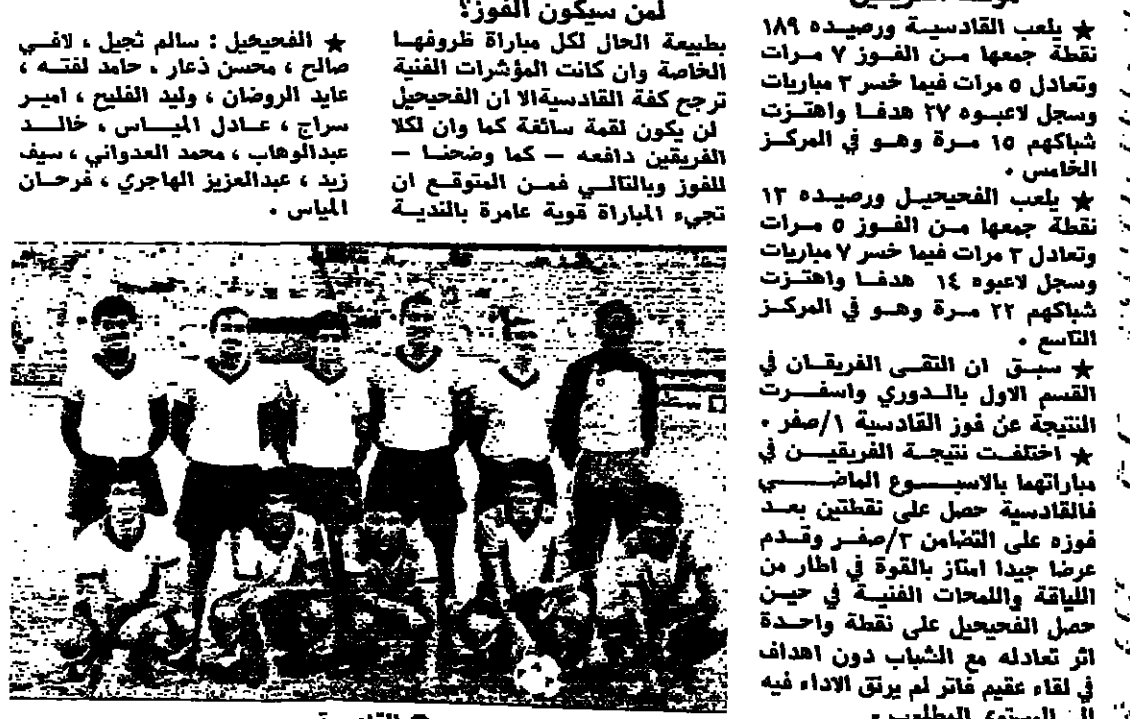 ★ يلعب القادسية ورصيده ١٨٩
نقطة جمعها من الفوز ٧ مرات
وتعادل ٥ مرات فيما خسر ٣ مباريات
وسجل لاعبوه ٢٧ هدفا واهتزت
شباكهم ١٥ مرة وهو في المركز
الخامس .
★ يلعب الفحيحيل ورصيده ١٣
نقطة جمعها من الفوز ٥ مرات
وتعادل ٣ مرات فيما خسر ٧ مباريات
وسجل لاعبوه ١٤ هدفا واهتزت
شباكهم ٢٢ مرة وهو في المركز
التاسع .
★ سبق ان التقى الفريقان في
القسم الاول بالدوري واسفرت
النتيجة عن فوز القادسية ١/صفر .
★ اختلفت نتيجة الفريقين في
مباراتهما بالاسبوع الماضي
فالقادسية حصل على نقطتين بعد
فوزه على التضامن ٣/صفر وقدم
عرضا جيدا امتاز بالقوة في اطار من
اللياقة واللمحات الفنية في حين
حصل الفحيحيل على نقطة واحدة
اثر تعادله مع الشباب دون اهداف
في لقاء عقيم فاتر لم يرتق الاداء فيه
الى المستوى المطلوب .
لمن سيكون الفوز؟
بطبيعة الحال لكل مباراة ظروفها
الخاصة وان كانت المؤشرات الفنية
ترجح كفة القادسية الا ان الفحيحيل
لن يكون لقمة سائغة كما وان لكلا
الفريقين دافعه — كما وضحنا —
للفوز وبالتالي فمن المتوقع ان
تجيء المباراة قوية عامرة بالندية
★ الفحيحيل : سالم ثجيل ، لافي
صالح ، محسن ذعار ، حامد لفته ،
عايد الروضان ، وليد الفليح ، امير
سراج ، عادل المياس ، خالد
عبدالوهاب ، محمد العدواني ، سيف
زيد ، عبدالعزيز الهاجري ، فرحان
المياس .